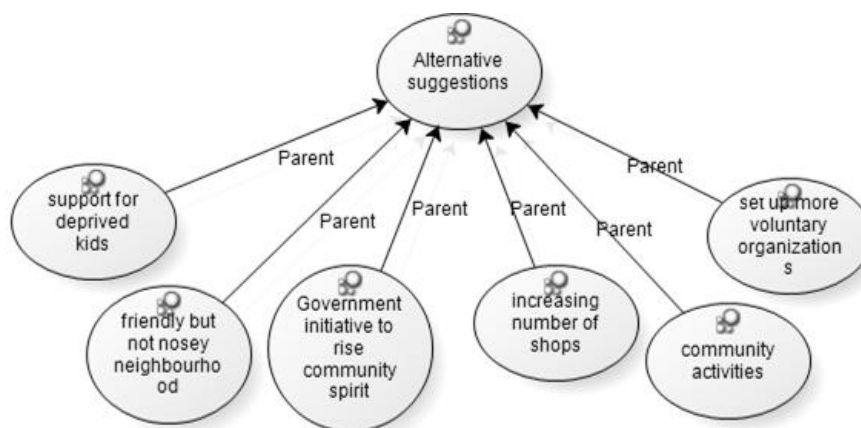 Alternative
suggestions
Parent
Parent
Parent
Parent
Parent
Parent
support for
deprived
kids
friendly but
not nosey
neighbourho
od
Government
initiative to
rise
community
spirit
increasing
number of
shops
community
activities
set up more
voluntary
organization
s